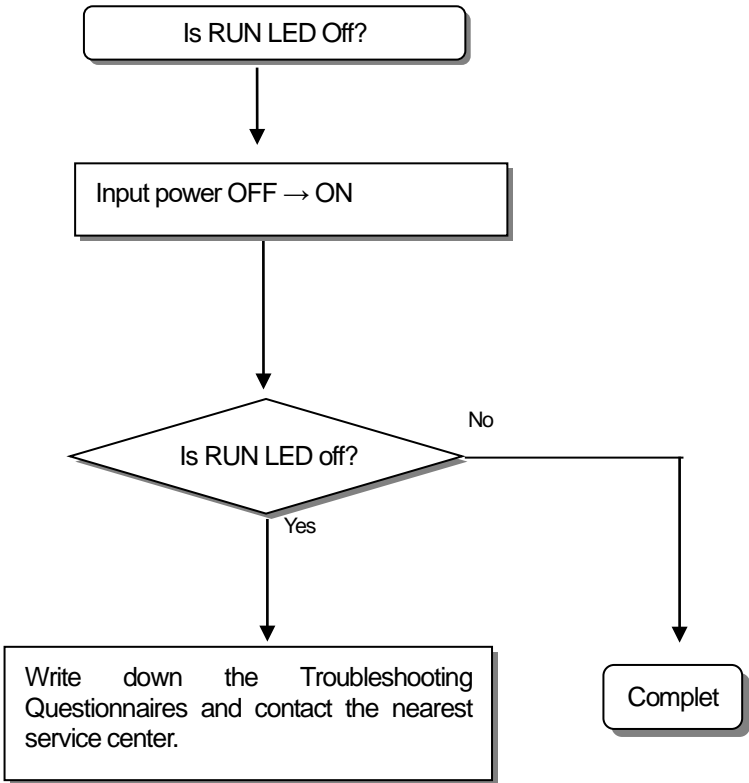 Is RUN LED Off?
Input power OFF → ON
Is RUN LED off?
No
Yes
Write down the Troubleshooting
Questionnaires and contact the nearest
service center.
Complet